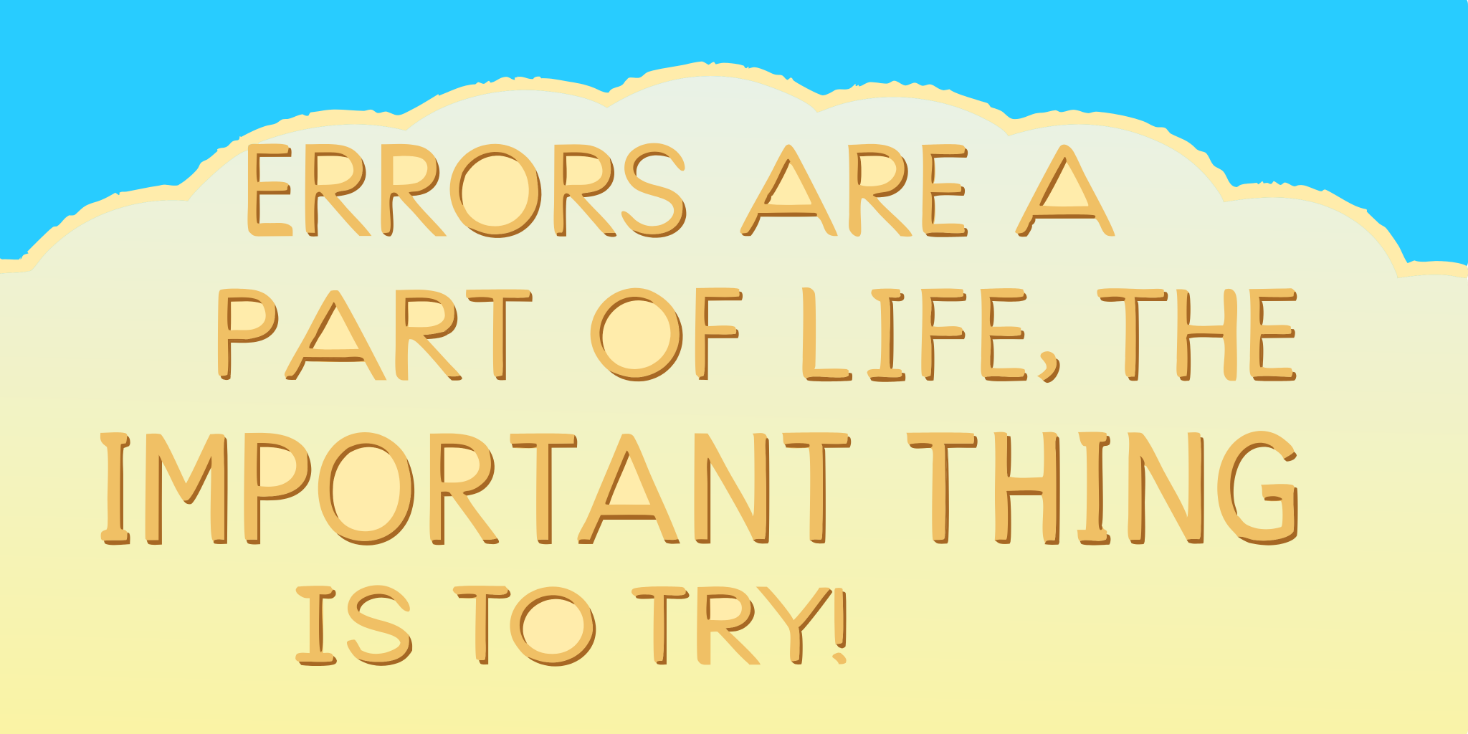 ERRORS ARE A
PART OF LIFE, THE
IMPORTANT THING
IS TO TRY!